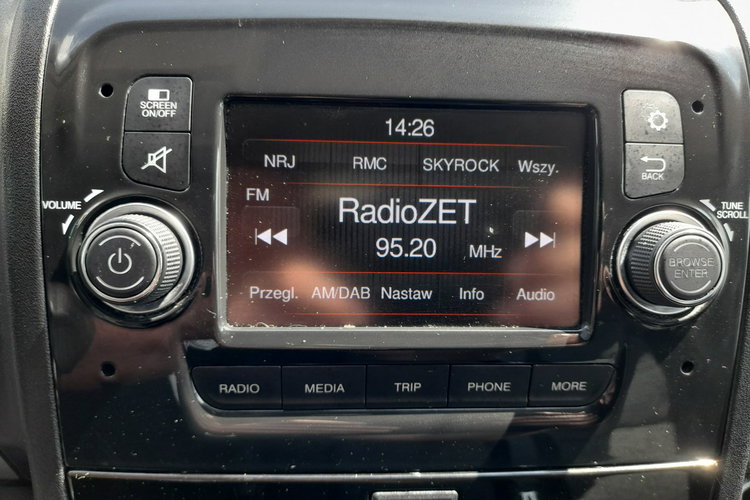 SCREEN
ON/OFF
14:26
NRJ RMC SKYROCK Wszy.
BACK
VOLUME
FM
TUNE
SCROLL
RadioZET
95.20 MHz
BROWSE
ENTER
Przegl. AM/DAB Nastaw Info Audio
RADIO MEDIA TRIP PHONE MORE